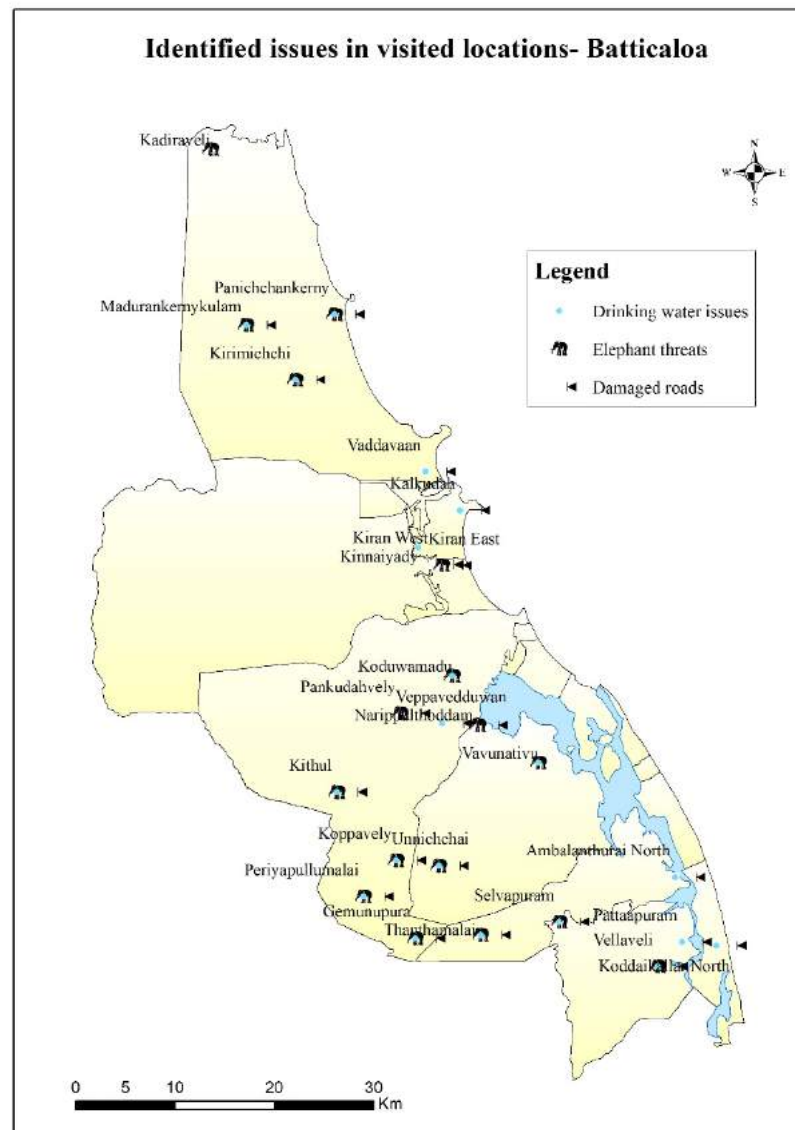 Identified issues in visited locations- Batticaloa
Kadiraveli
N
W E
S
Legend
Drinking water issues
Elephant threats
Damaged roads
Panichchankerny
Madurankernykulam
Kirimichchi
Vaddavaan
Kalkudah
Kiran West Kiran East
Kinnaiyady
Koduwamadu
Pankudahvely
Veppavedduwan
Vavunativu
Kithul
Koppavely
Unnichchai
Ambalanthurai North
Periyapullumalai
Gemunupura
Selvapuram
Pattaapuram
Thanthamalai
Vellaveli
0 5 10 20 30
Km